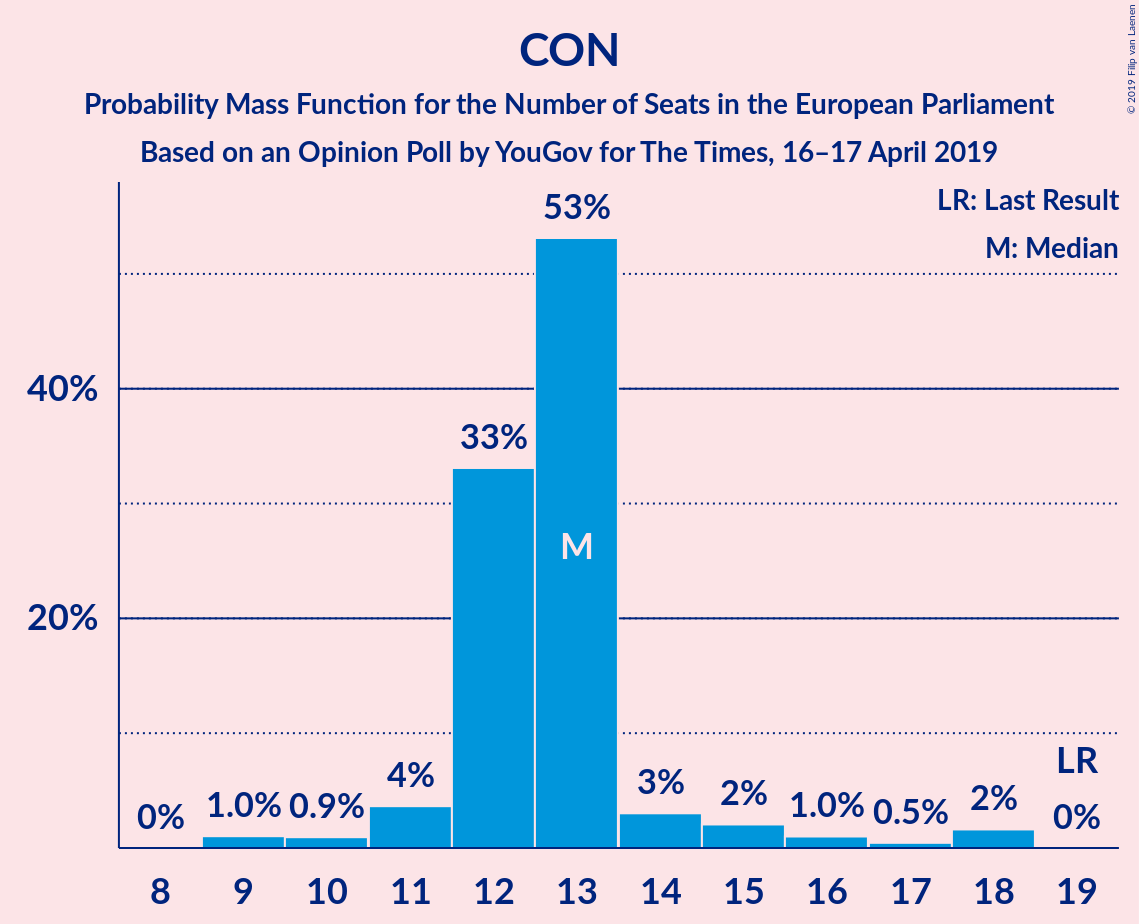 CON
Probability Mass Function for the Number of Seats in the European Parliament
Based on an Opinion Poll by YouGov for The Times, 16–17 April 2019
© 2019 Filip van Laenen
LR: Last Result
M: Median
53%
40%
33%
M
20%
LR
4%
3%
2%
2%
0%
1.0%
0.9%
1.0%
0.5%
0%
8 9 10 11 12 13 14 15 16 17 18 19